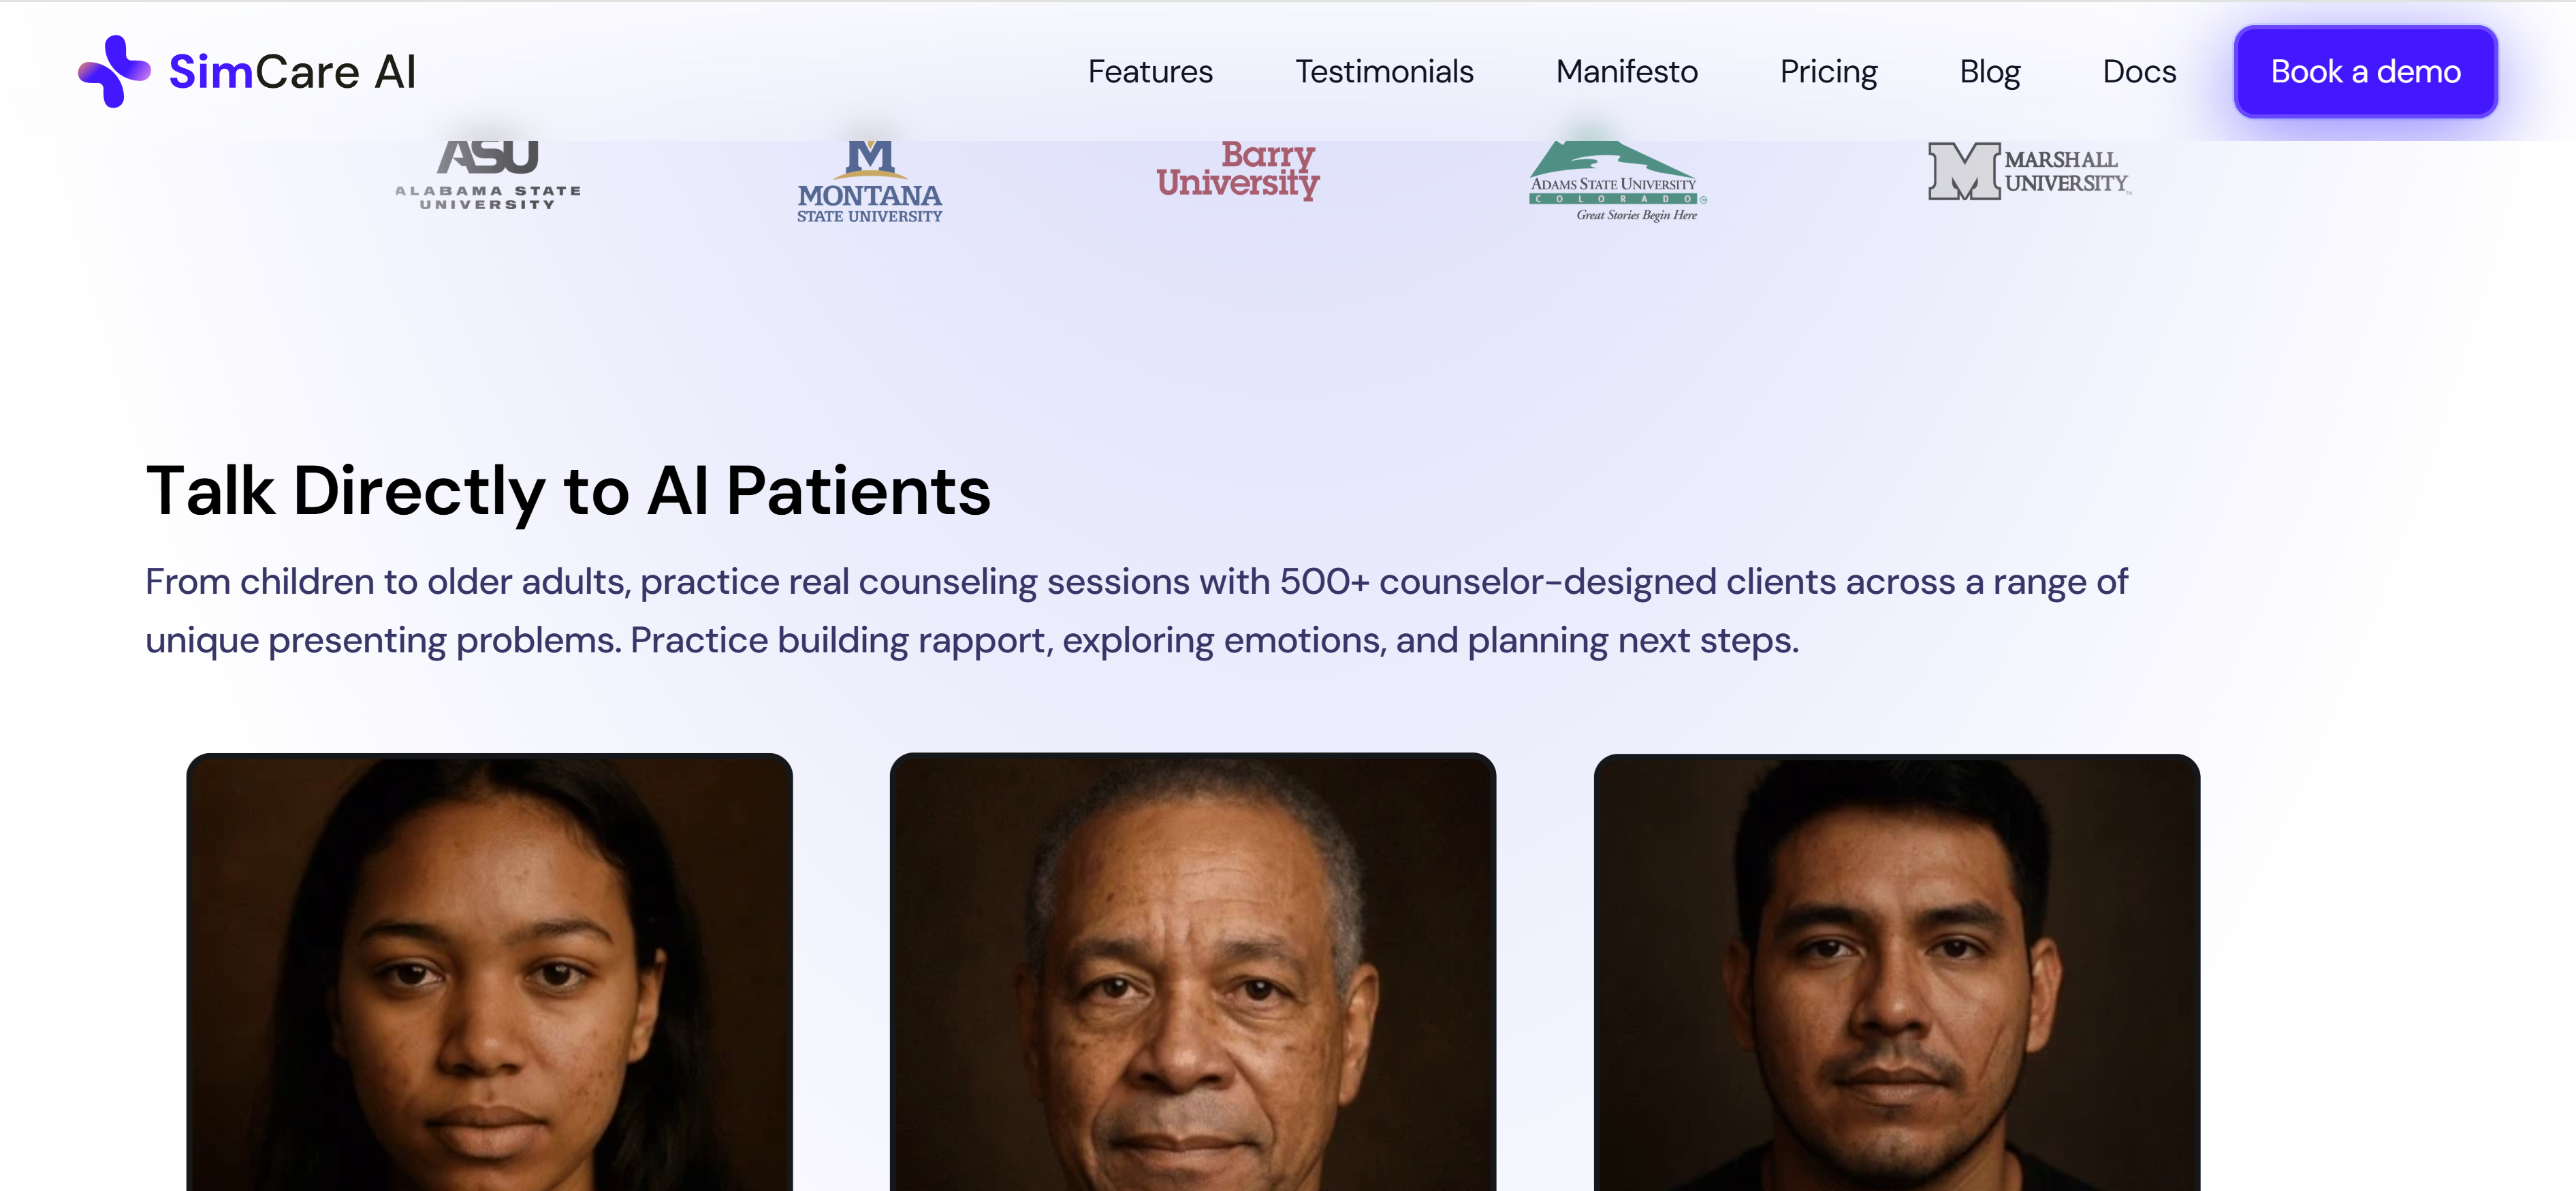 SimCare AI
Features
Testimonials
Manifesto
Pricing
Blog
Docs
Book a demo
ASU
ALABAMA STATE
UNIVERSITY
M
MONTANA
STATE UNIVERSITY
Barry
University
ADAMS STATE UNIVERSITY
COLORADO
Great Stories Begin Here
M
MARSHALL
UNIVERSITY™
Talk Directly to AI Patients
From children to older adults, practice real counseling sessions with 500+ counselor-designed clients across a range of
unique presenting problems. Practice building rapport, exploring emotions, and planning next steps.